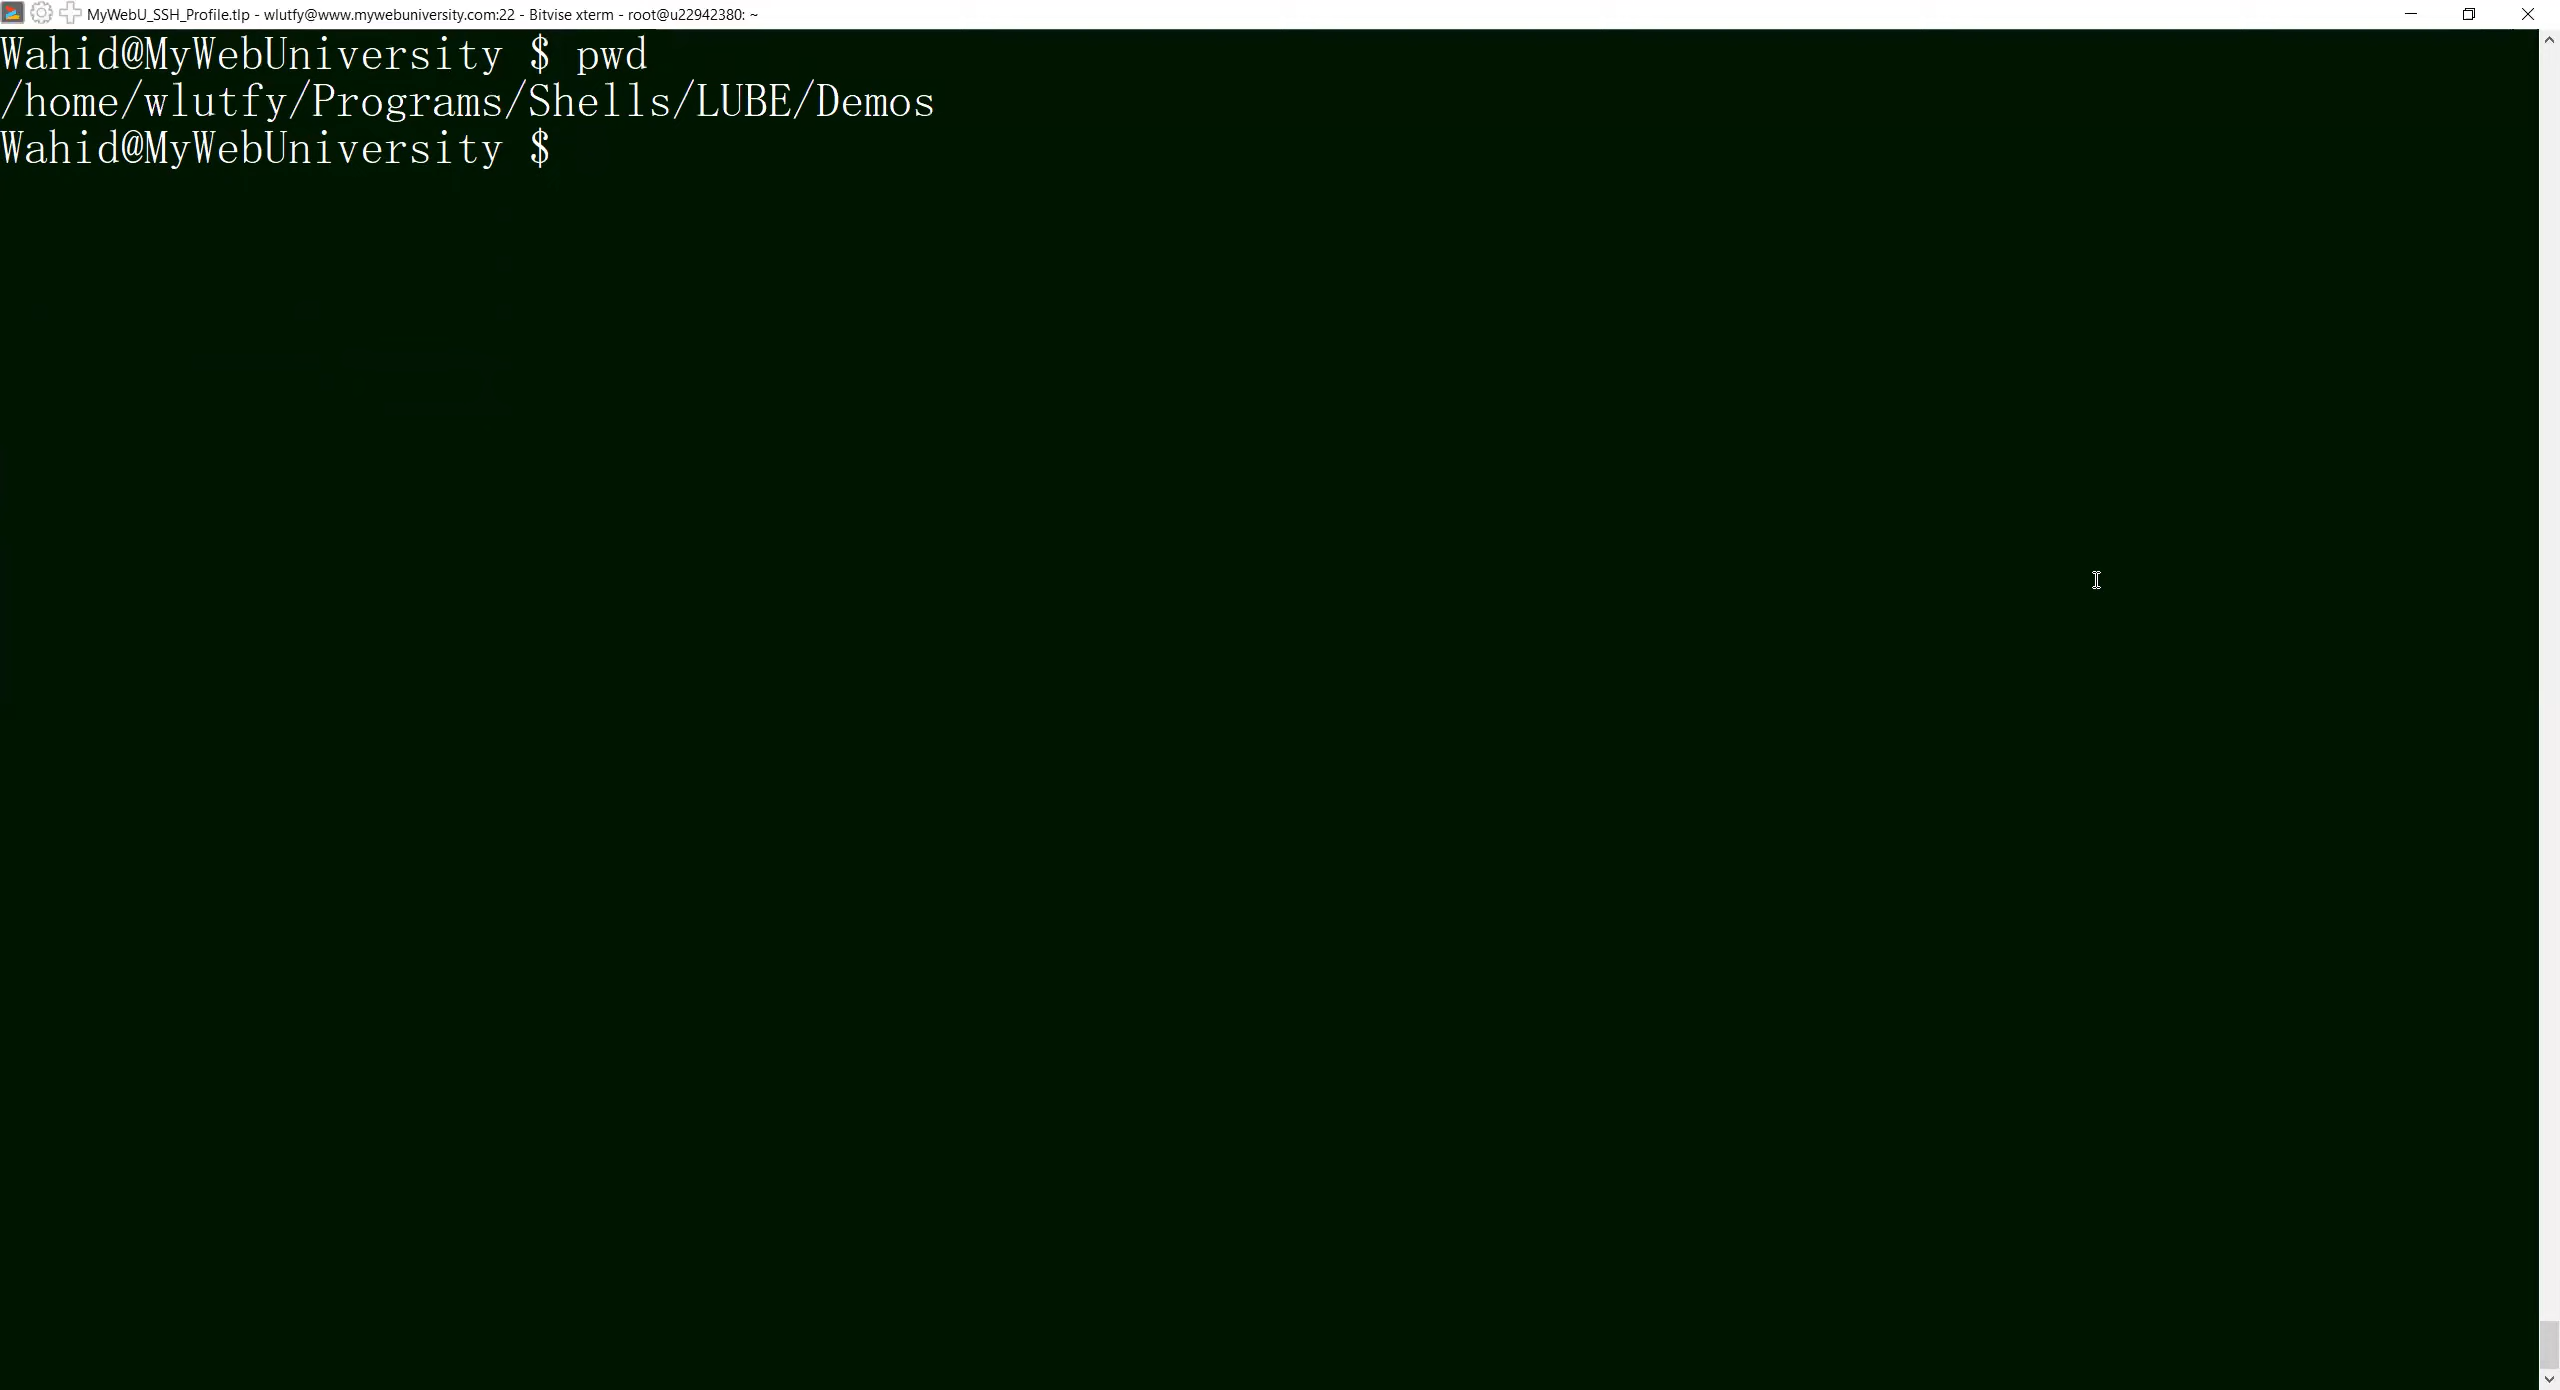 MyWebU_SSH_Profile.tlp - wlutfy@www.mywebuniversity.com:22 - Bitvise xterm - root@u22942380: ~
Wahid@MyWebUniversity $ pwd
/home/wlutfy/Programs/Shells/LUBE/Demos
Wahid@MyWebUniversity $